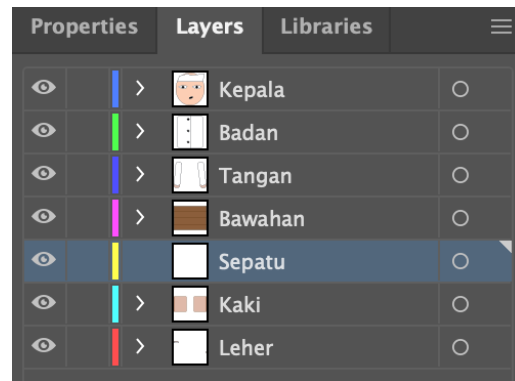 Properties Layers Libraries
Kepala
Badan
Tangan
Bawahan
Sepatu
Kaki
Leher